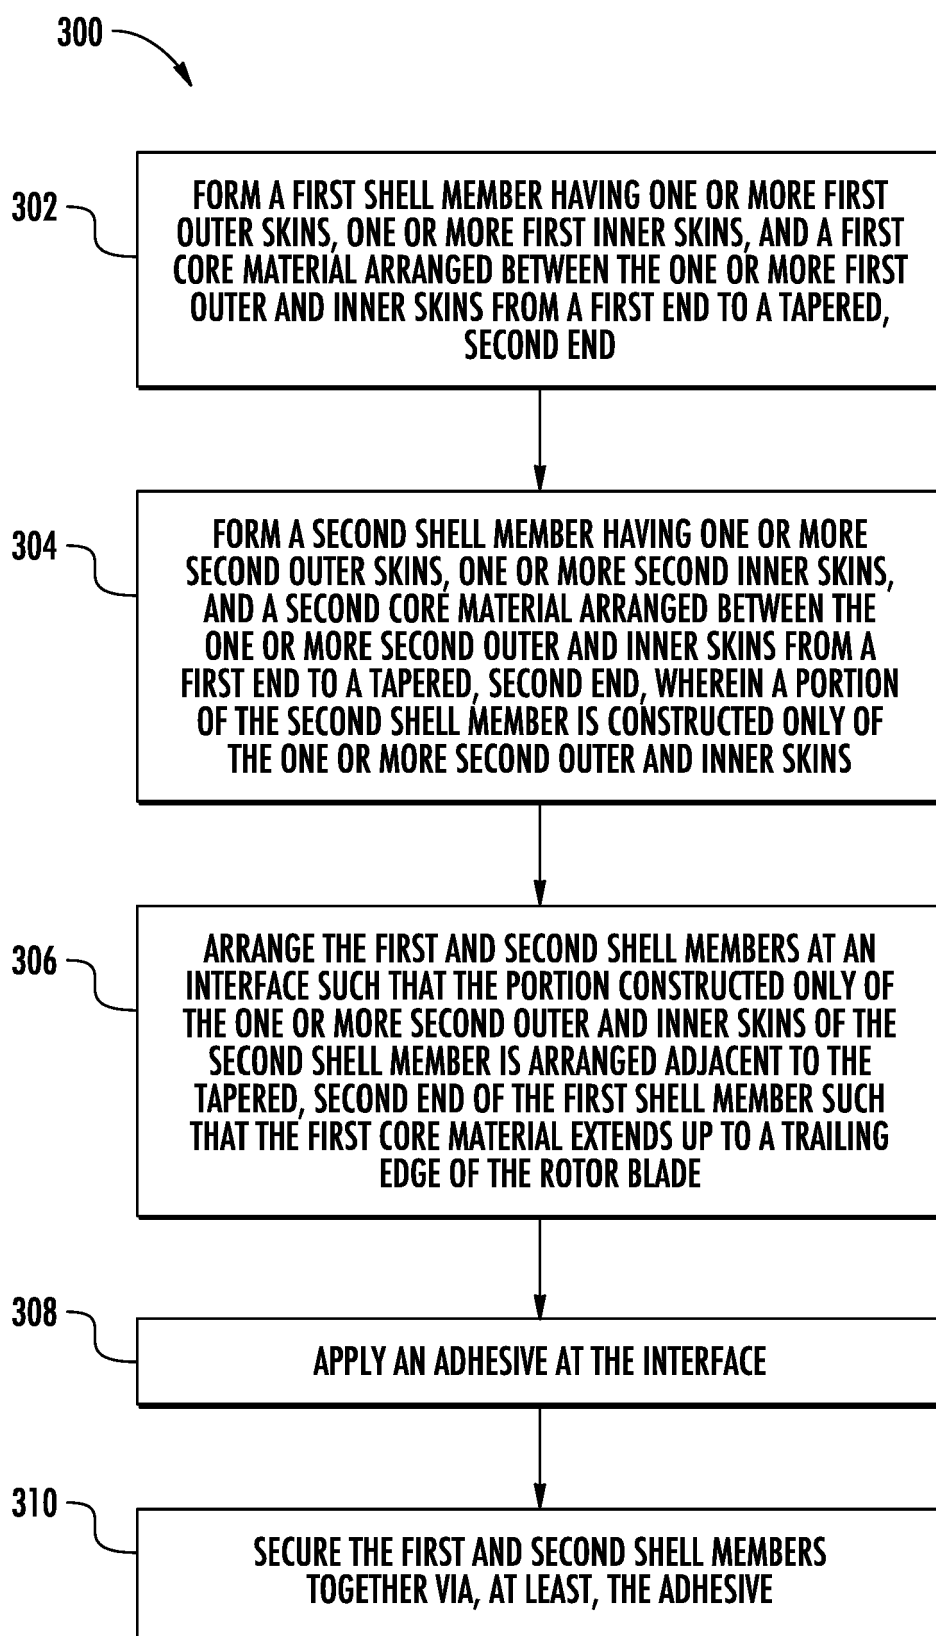 300
302
FORM A FIRST SHELL MEMBER HAVING ONE OR MORE FIRST
OUTER SKINS, ONE OR MORE FIRST INNER SKINS, AND A FIRST
CORE MATERIAL ARRANGED BETWEEN THE ONE OR MORE FIRST
OUTER AND INNER SKINS FROM A FIRST END TO A TAPERED,
SECOND END
304
FORM A SECOND SHELL MEMBER HAVING ONE OR MORE
SECOND OUTER SKINS, ONE OR MORE SECOND INNER SKINS,
AND A SECOND CORE MATERIAL ARRANGED BETWEEN THE
ONE OR MORE SECOND OUTER AND INNER SKINS FROM A
FIRST END TO A TAPERED, SECOND END, WHEREIN A PORTION
OF THE SECOND SHELL MEMBER IS CONSTRUCTED ONLY OF
THE ONE OR MORE SECOND OUTER AND INNER SKINS
306
ARRANGE THE FIRST AND SECOND SHELL MEMBERS AT AN
INTERFACE SUCH THAT THE PORTION CONSTRUCTED ONLY OF
THE ONE OR MORE SECOND OUTER AND INNER SKINS OF THE
SECOND SHELL MEMBER IS ARRANGED ADJACENT TO THE
TAPERED, SECOND END OF THE FIRST SHELL MEMBER SUCH
THAT THE FIRST CORE MATERIAL EXTENDS UP TO A TRAILING
EDGE OF THE ROTOR BLADE
308
APPLY AN ADHESIVE AT THE INTERFACE
310
SECURE THE FIRST AND SECOND SHELL MEMBERS
TOGETHER VIA, AT LEAST, THE ADHESIVE